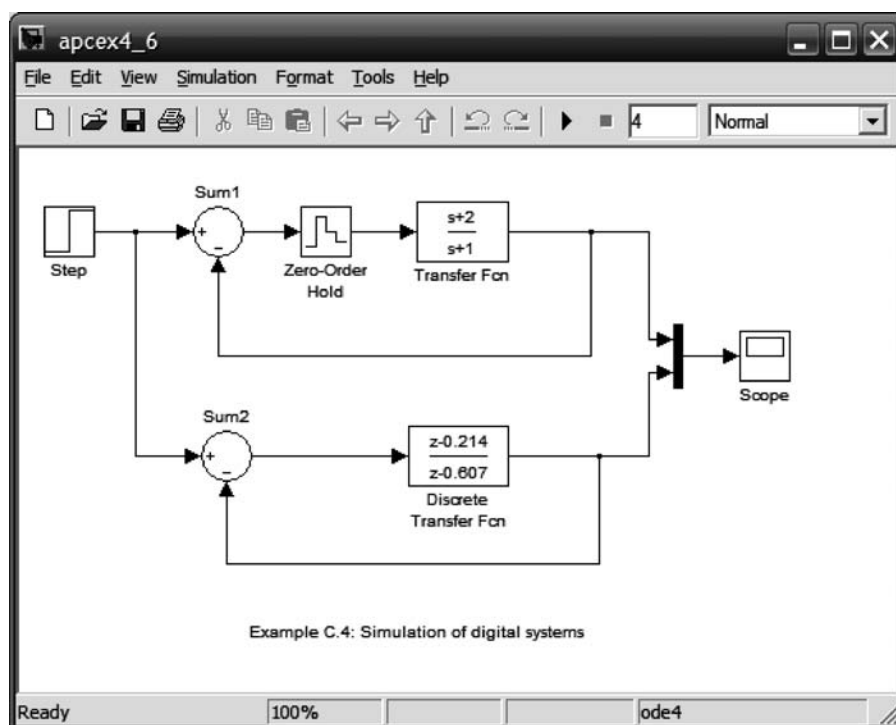 apcex4_6
File Edit View Simulation Format Tools Help
4 Normal
Sum1
+
-
Step
Zero-Order
Hold
s+2
s+1
Transfer Fcn
Scope
Sum2
+
-
z-0.214
z-0.607
Discrete
Transfer Fcn
Example C.4: Simulation of digital systems
Ready 100% ode4